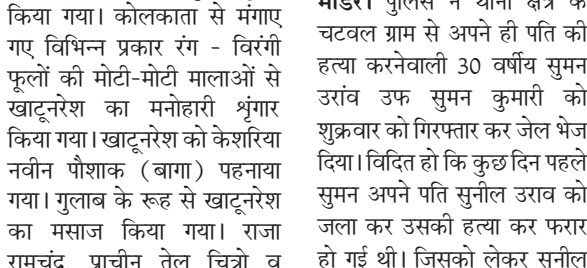 किया गया। कोलकाता से मंगाए
गए विभिन्न प्रकार रंग - विरंगी
फूलों की मोटी-मोटी मालाओं से
खाटूनरेश का मनोहारी शृंगार
किया गया। खाटूनरेश को केशरिया
नवीन पौशाक (बागा) पहनाया
गया। गुलाब के रूह से खाटूनरेश
का मसाज किया गया। राजा
रामचंद्र, प्राचीन तेल चित्रो व
मांडर। पुलिस ने थाना क्षेत्र के
चटवल ग्राम से अपने ही पति की
हत्या करनेवाली 30 वर्षीय सुमन
उरांव उफ सुमन कुमारी को
शुक्रवार को गिरफ्तार कर जेल भेज
दिया। विदित हो कि कुछ दिन पहले
सुमन अपने पति सुनील उराव को
जला कर उसकी हत्या कर फरार
हो गई थी। जिसको लेकर सुनील